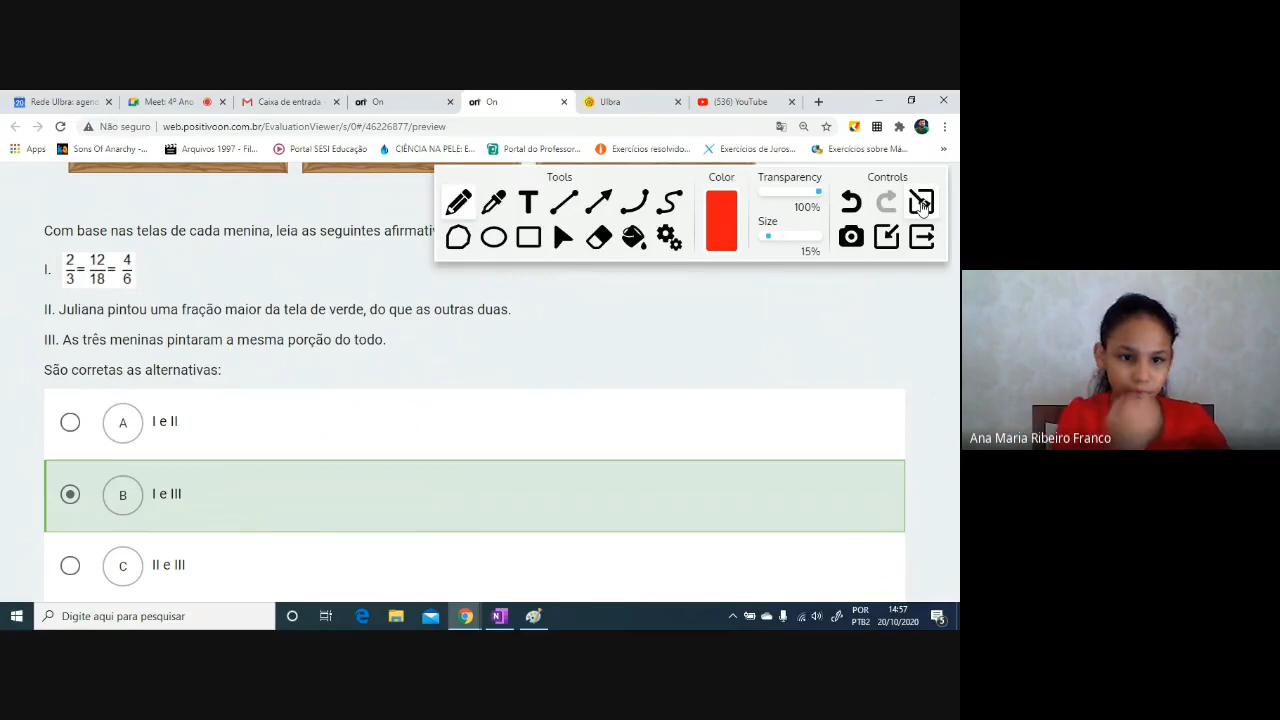 Rede Ulbra: agen
Meet: 4º Ano
Caixa de entrada
On
On
Ulbra
(536) YouTube
Não seguro
web.positivoon.com.br/EvaluationViewer/s/0#/46226877/preview
Apps
Sons Of Anarchy -...
Arquivos 1997 - Fil...
Portal SESI Educação
CIÊNCIA NA PELE: E...
Portal do Professor...
Exercícios resolvido...
Exercícios de Juros...
Exercícios sobre Má...
»
Tools
Color
Transparency
100%
Size
15%
Controls
Com base nas telas de cada menina, leia as seguintes afirmativ
I. 2/3 = 12/18 = 4/6
II. Juliana pintou uma fração maior da tela de verde, do que as outras duas.
III. As três meninas pintaram a mesma porção do todo.
São corretas as alternativas:
A I e II
B I e III
C II e III
Ana Maria Ribeiro Franco
Digite aqui para pesquisar
POR
PTB2
14:57
20/10/2020
5